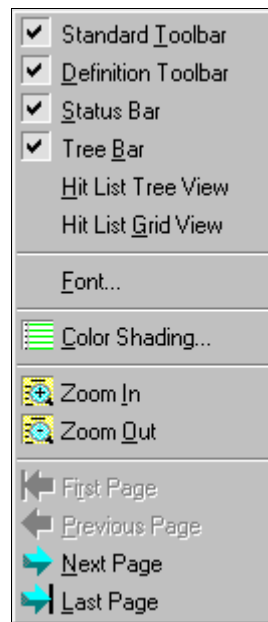 Standard Toolbar
Definition Toolbar
Status Bar
Tree Bar
Hit List Tree View
Hit List Grid View
Font...
Color Shading...
Zoom In
Zoom Out
First Page
Previous Page
Next Page
Last Page